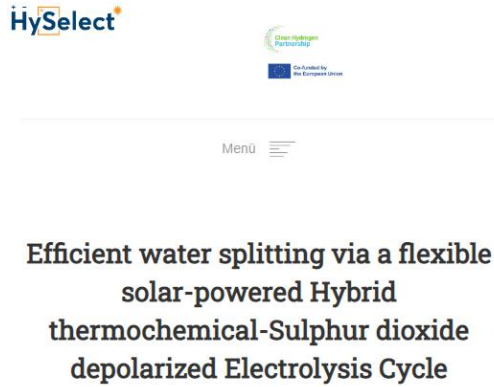 HySelect
Clean Hydrogen
Partnership
Co-funded by
the European Union
Menü
Efficient water splitting via a flexible
solar-powered Hybrid
thermochemical-Sulphur dioxide
depolarized Electrolysis Cycle